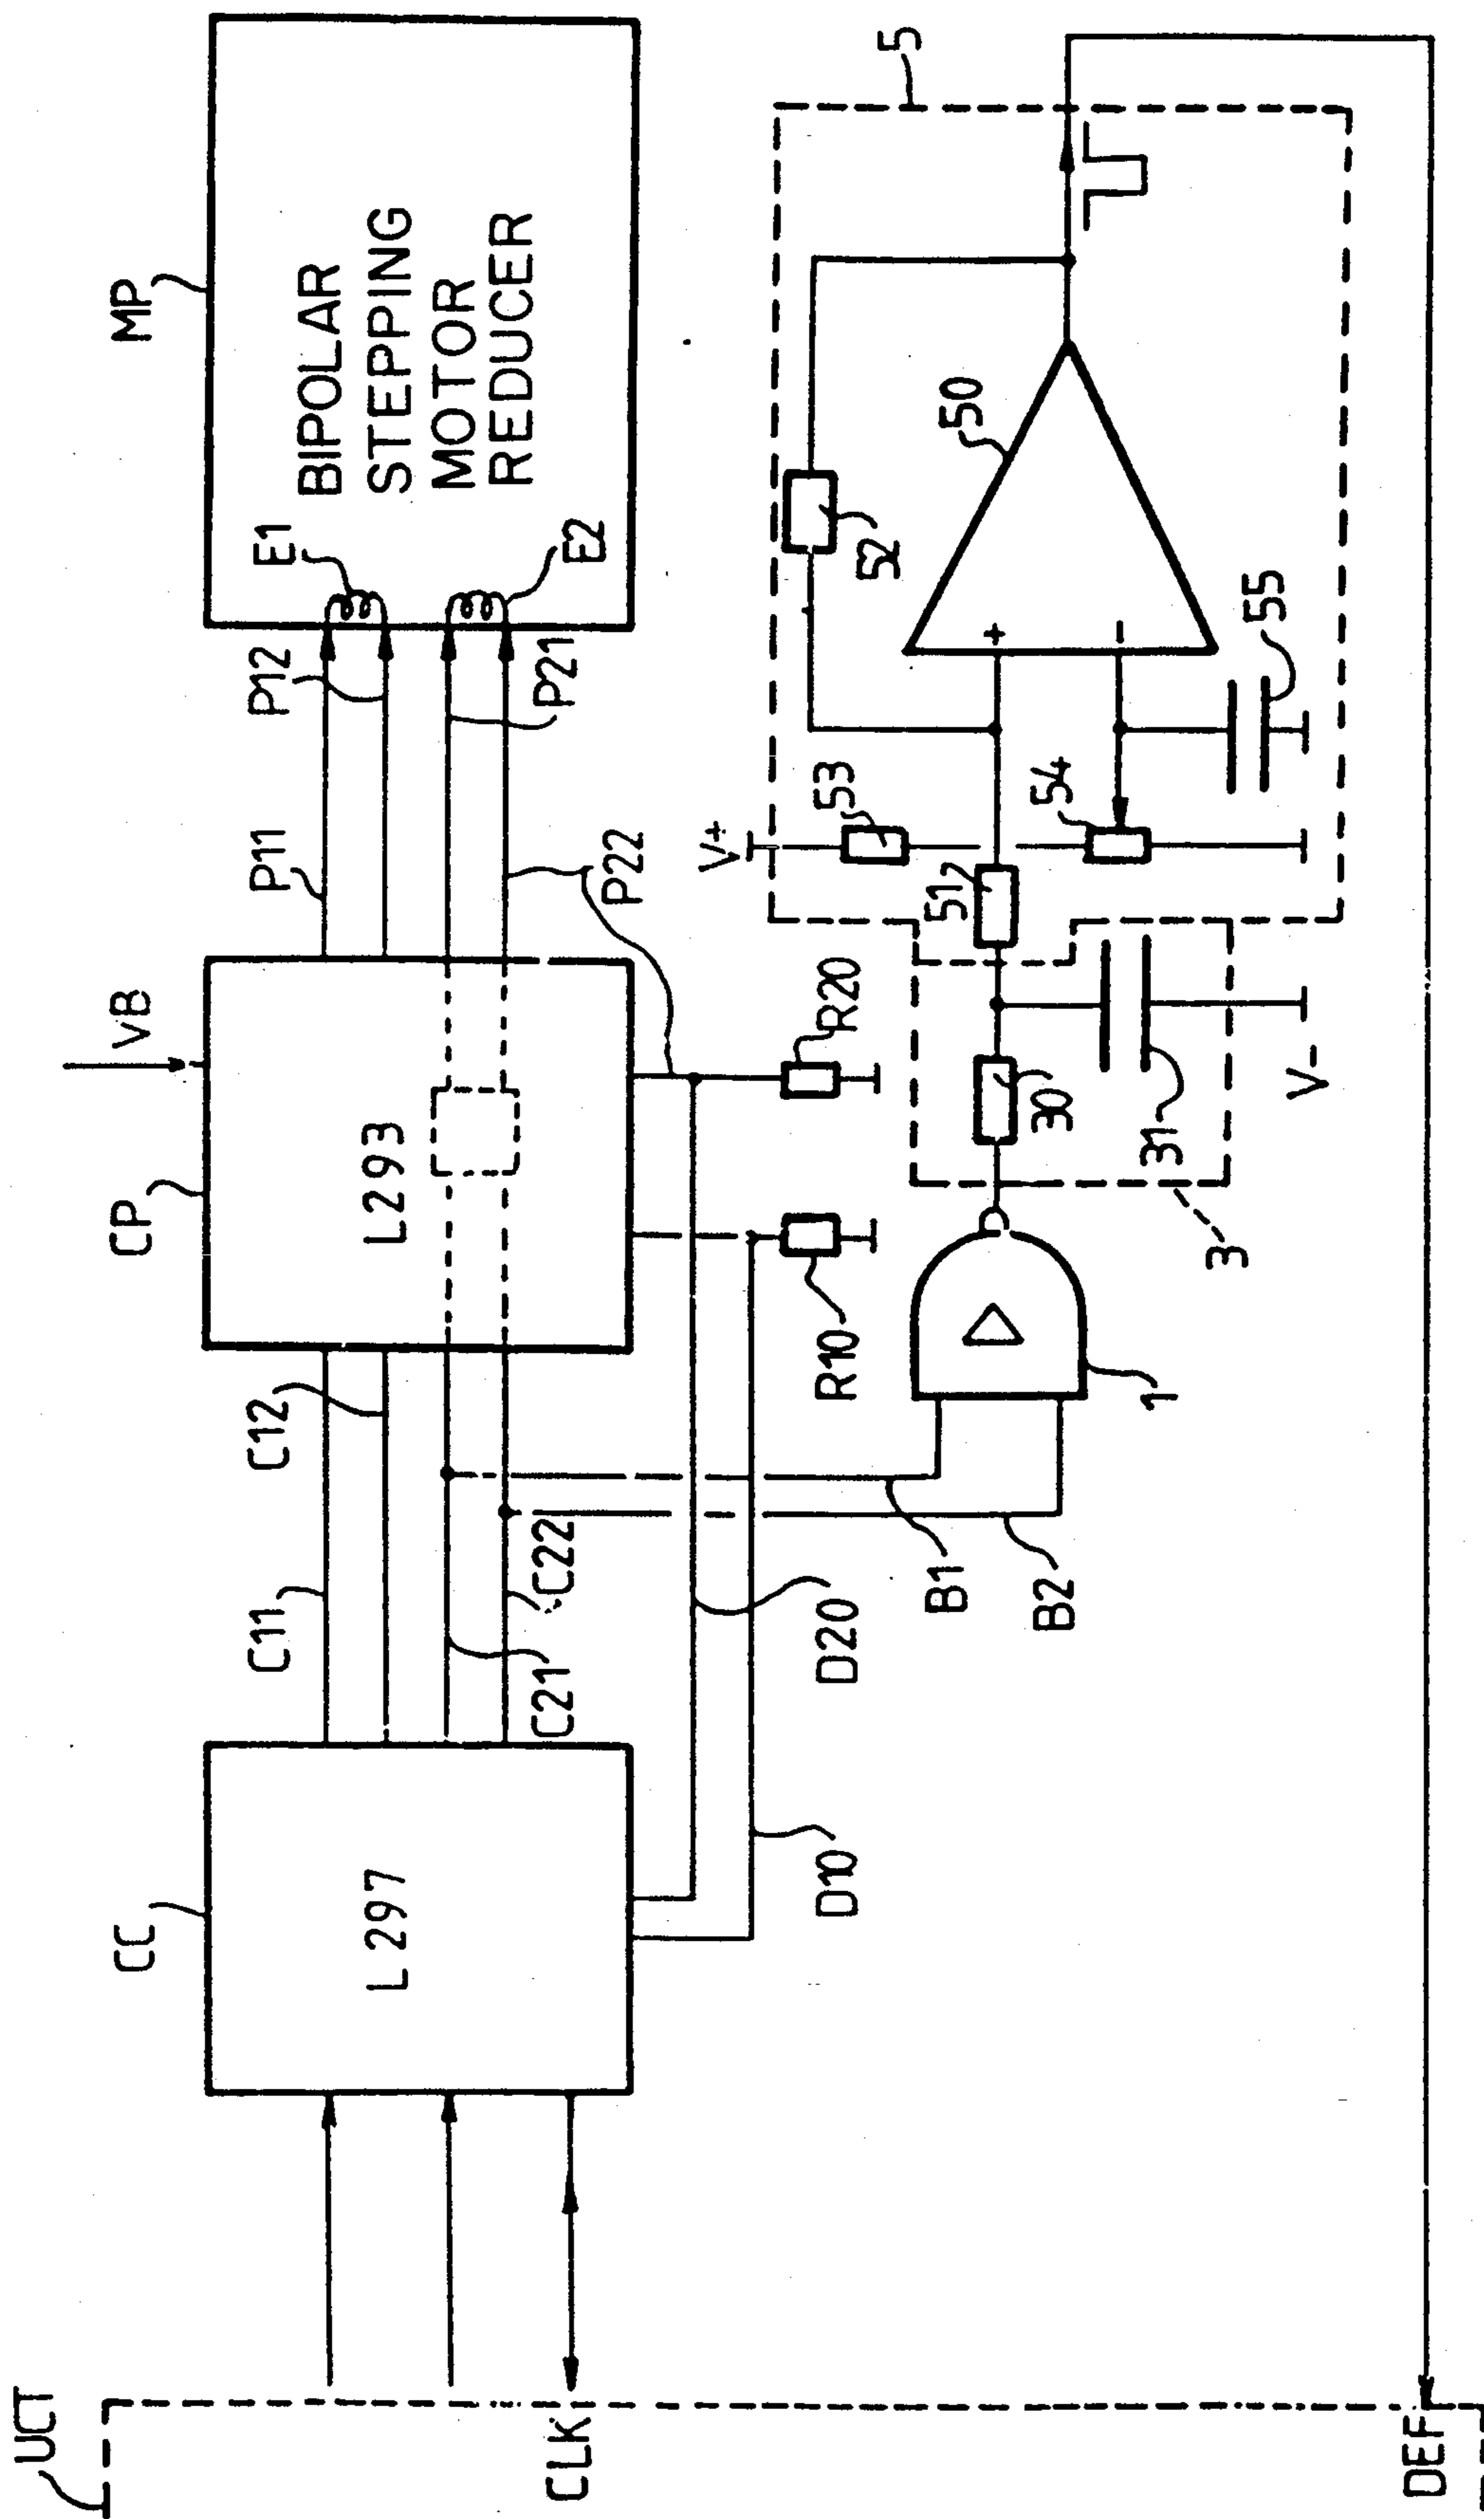 UCT
CC
L297
C11
C12
C21
C22
CP
L293
VB
P11
P12
P21
P22
MP
E1
E2
BIPOLAR
STEPPING
MOTOR
REDUCER
CLK
D10
D20
R10
R20
B1
B2
1
3
30
31
V-
V+
51
52
53
54
55
50
+
-
5
DEF